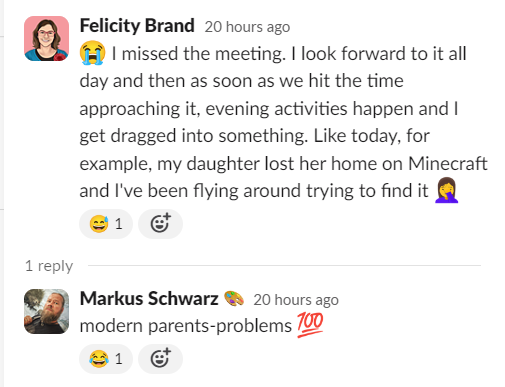 Felicity Brand 20 hours ago
😭 I missed the meeting. I look forward to it all
day and then as soon as we hit the time
approaching it, evening activities happen and I
get dragged into something. Like today, for
example, my daughter lost her home on Minecraft
and I've been flying around trying to find it 🤦‍♀️
😅 1
1 reply
Markus Schwarz 🎨 20 hours ago
modern parents-problems 💯
😂 1